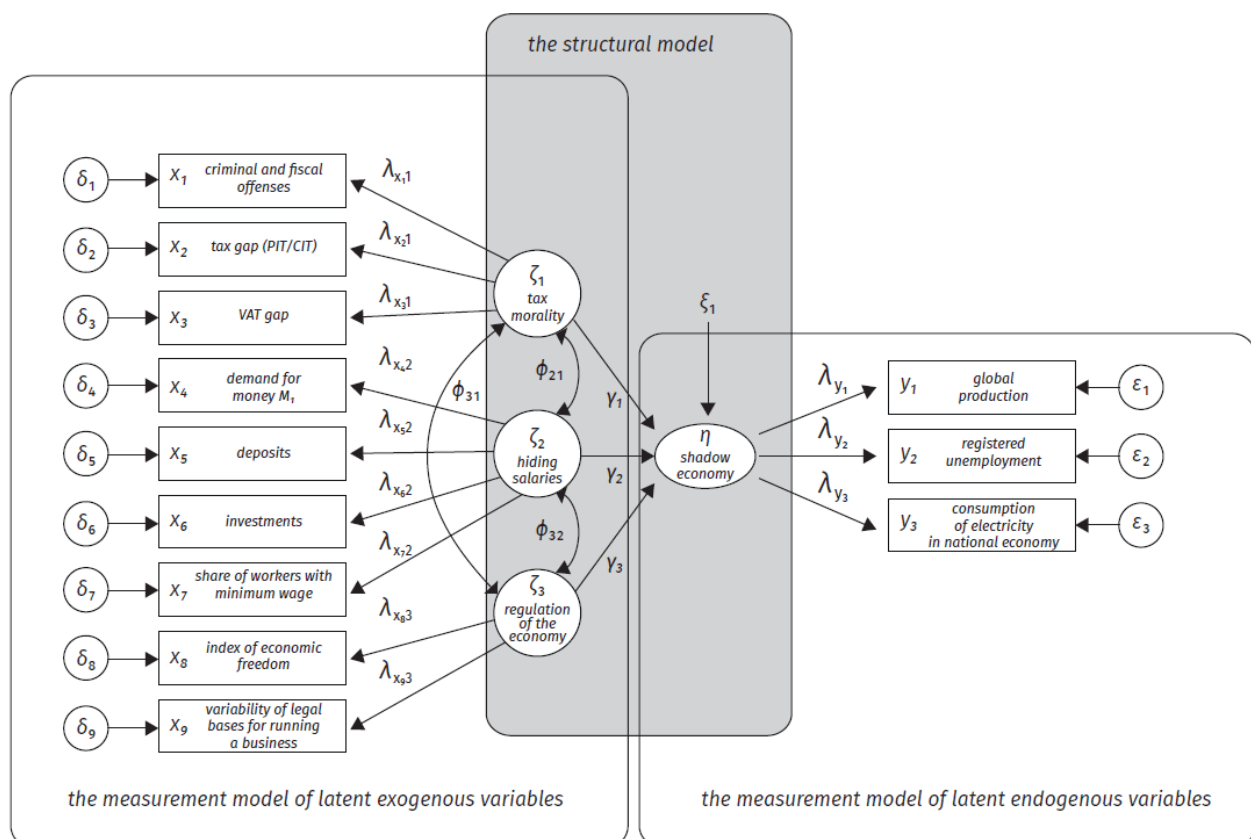 the structural model
δ₁
X₁ criminal and fiscal
offenses
λₓ₁1
δ₂
X₂ tax gap (PIT/CIT)
λₓ₂1
ζ₁
tax
morality
δ₃
X₃ VAT gap
λₓ₃1
ξ₁
δ₄
X₄ demand for
money M₁
λₓ₄2
ϕ₃₁
ϕ₂₁
γ₁
λy₁
y₁ global
production
ε₁
δ₅
X₅ deposits
λₓ₅2
ζ₂
hiding
salaries
γ₂
η
shadow
economy
λy₂
y₂ registered
unemployment
ε₂
δ₆
X₆ investments
λₓ₆2
λy₃
y₃ consumption
of electricity
in national economy
ε₃
δ₇
X₇ share of workers with
minimum wage
λₓ₇2
ϕ₃₂
γ₃
δ₈
X₈ index of economic
freedom
λₓ₈3
ζ₃
regulation
of the
economy
δ₉
X₉ variability of legal
bases for running
a business
λₓ₉3
the measurement model of latent exogenous variables
the measurement model of latent endogenous variables